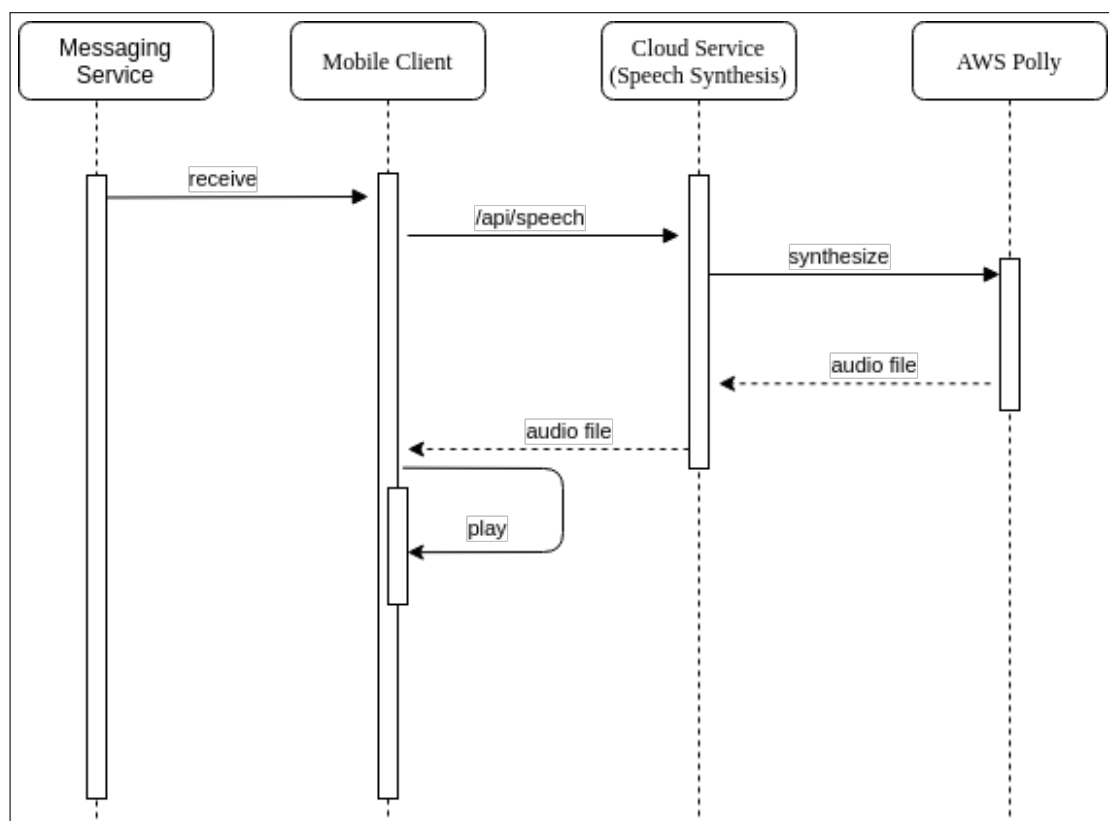 Messaging
Service
Mobile Client
Cloud Service
(Speech Synthesis)
AWS Polly
receive
/api/speech
synthesize
audio file
audio file
play